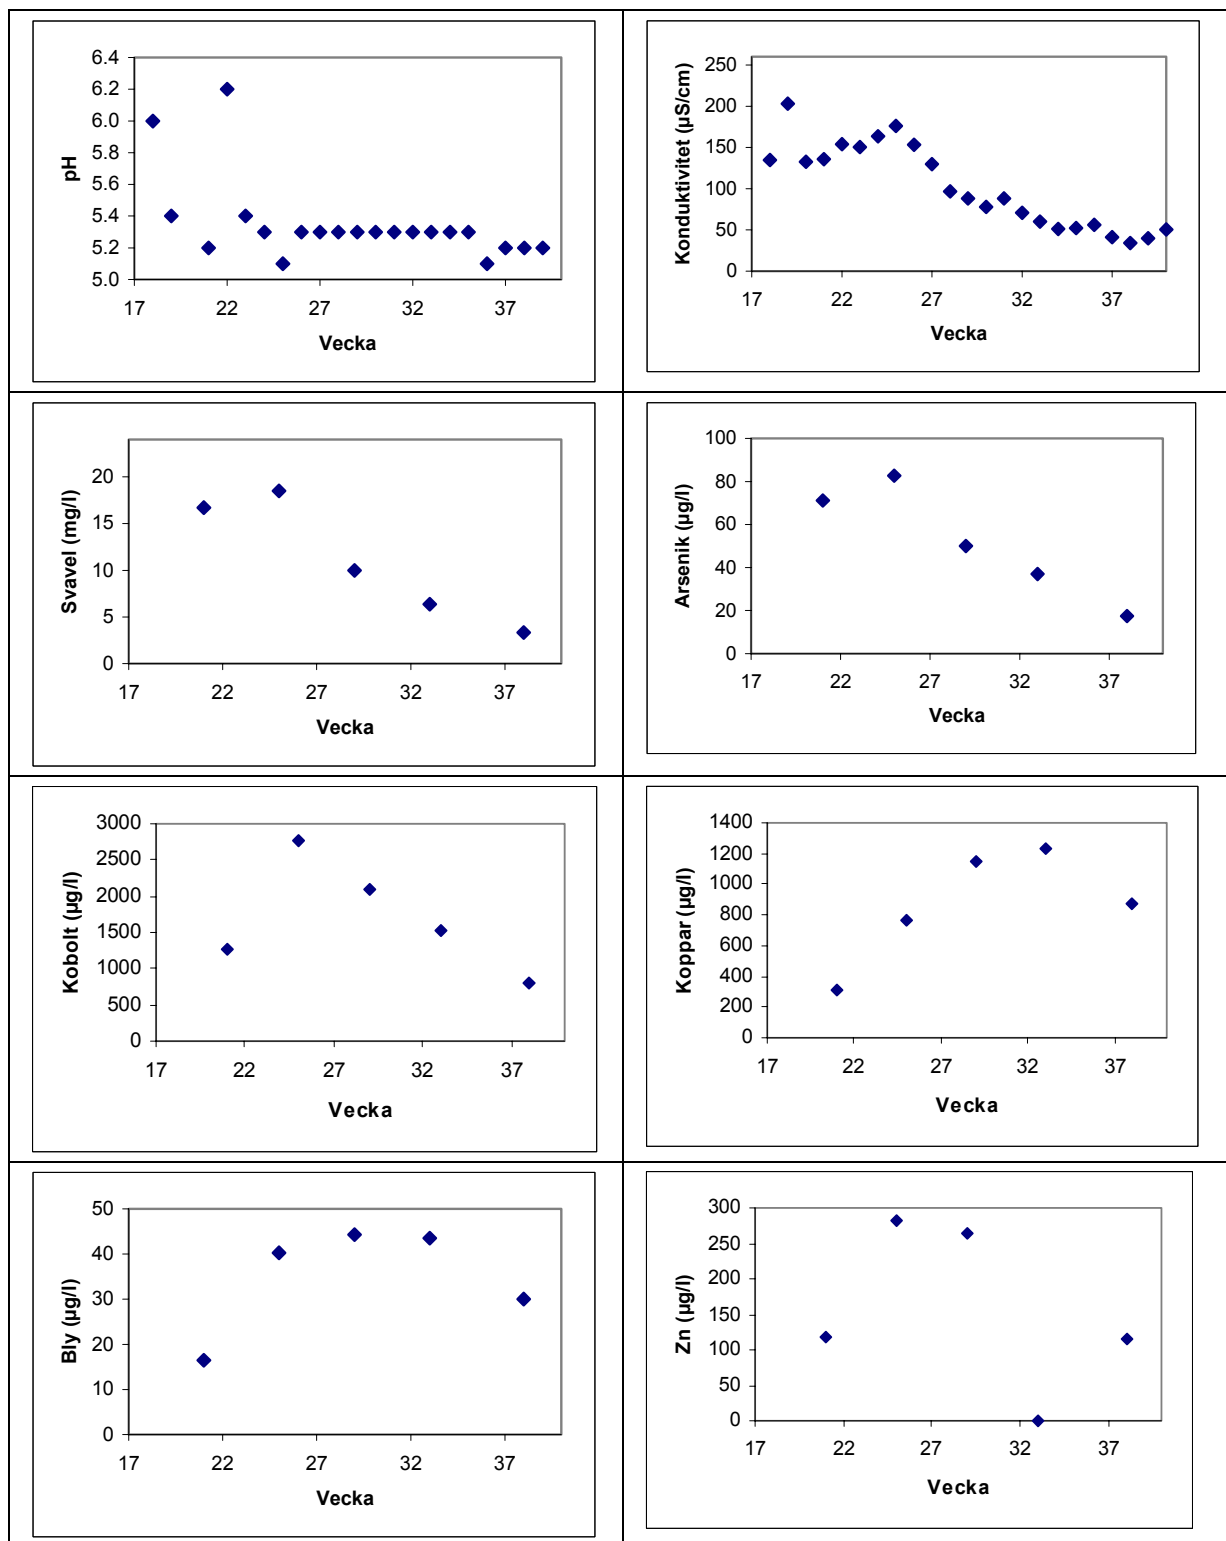 6.4
6.2
6.0
5.8
5.6
5.4
5.2
5.0
pH
17 22 27 32 37
Vecka
250
200
150
100
50
0
Konduktivitet (µS/cm)
17 22 27 32 37
Vecka
20
15
10
5
0
Svavel (mg/l)
17 22 27 32 37
Vecka
100
80
60
40
20
0
Arsenik (µg/l)
17 22 27 32 37
Vecka
3000
2500
2000
1500
1000
500
0
Kobolt (µg/l)
17 22 27 32 37
Vecka
1400
1200
1000
800
600
400
200
0
Koppar (µg/l)
17 22 27 32 37
Vecka
50
40
30
20
10
0
Bly (µg/l)
17 22 27 32 37
Vecka
300
250
200
150
100
50
0
Zn (µg/l)
17 22 27 32 37
Vecka